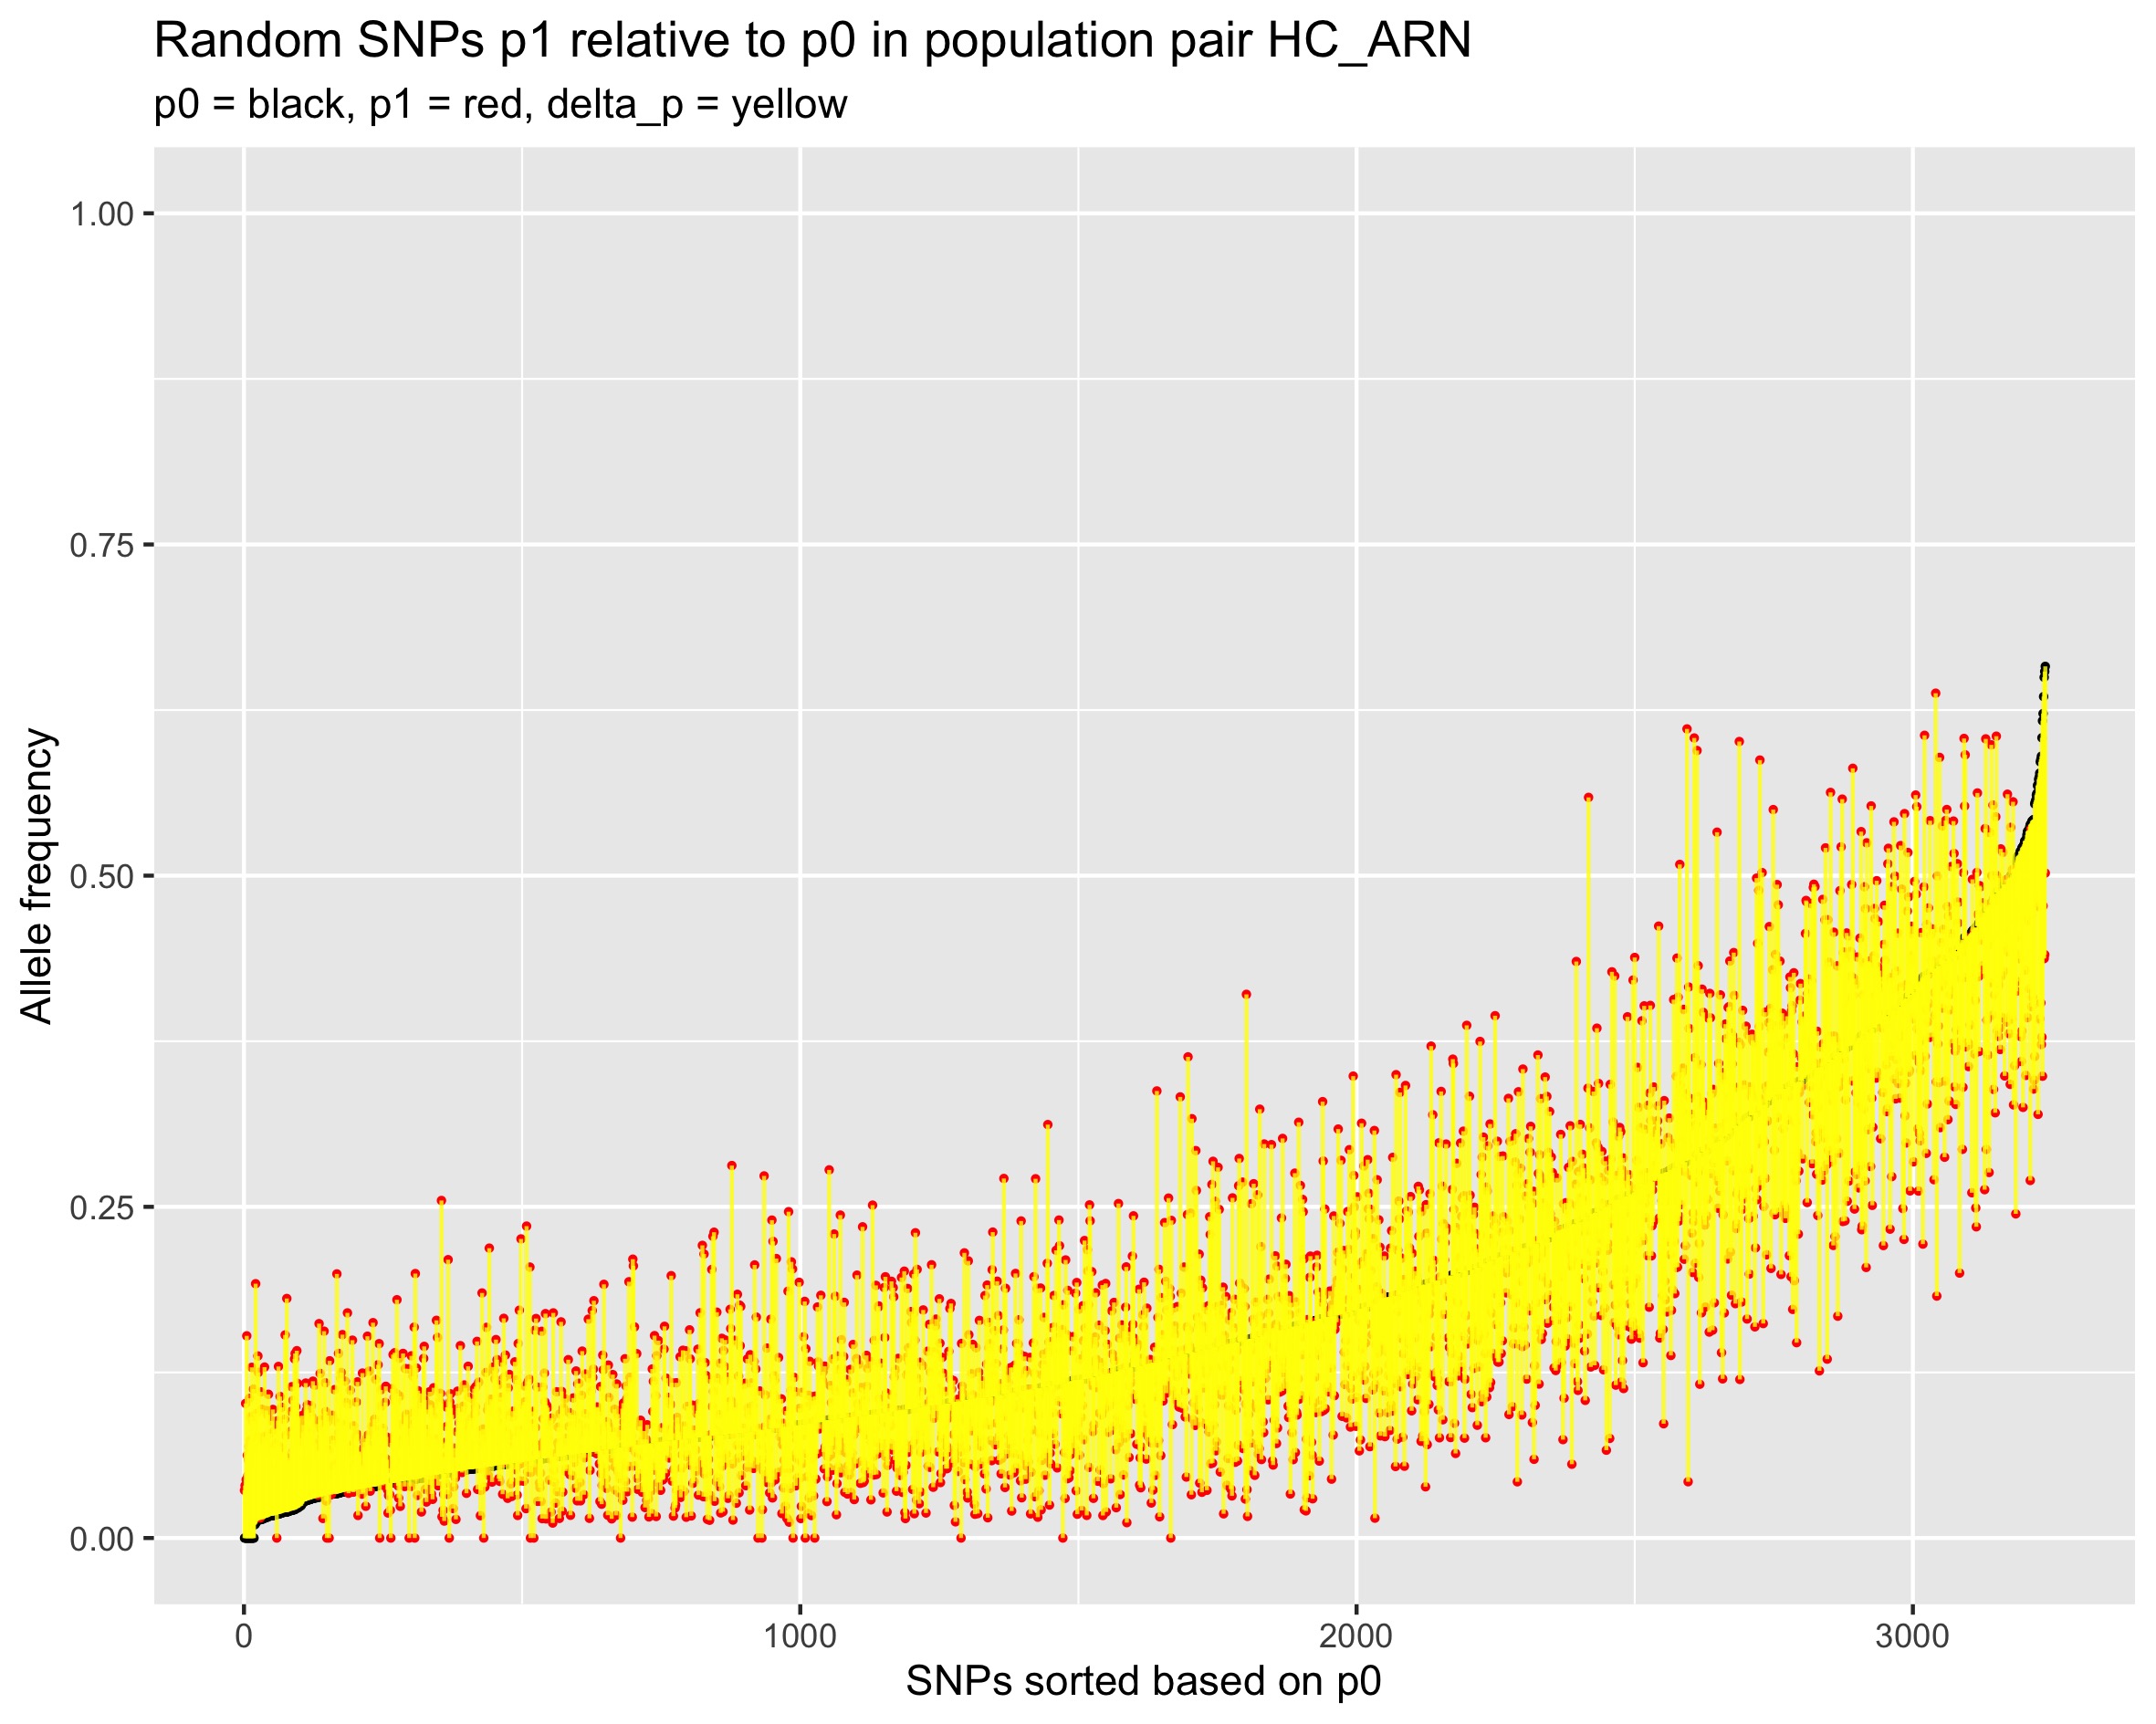 Random SNPs p1 relative to p0 in population pair HC_ARN
p0 = black, p1 = red, delta_p = yellow
1.00
0.75
0.50
0.25
0.00
Allele frequency
0 1000 2000 3000
SNPs sorted based on p0